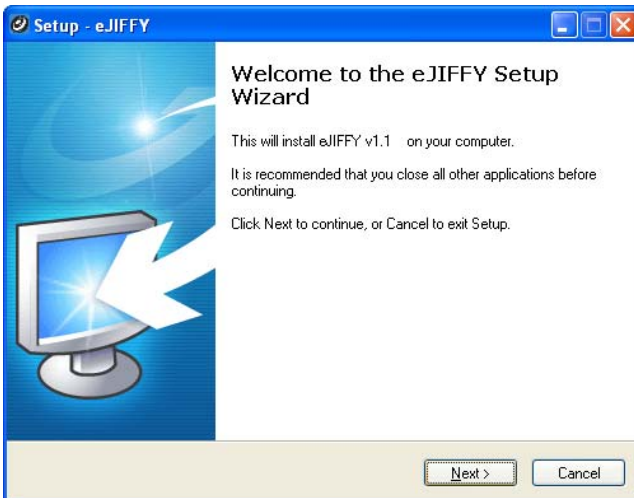 Setup - eJIFFY
Welcome to the eJIFFY Setup
Wizard
This will install eJIFFY v1.1 on your computer.
It is recommended that you close all other applications before
continuing.
Click Next to continue, or Cancel to exit Setup.
Next >
Cancel